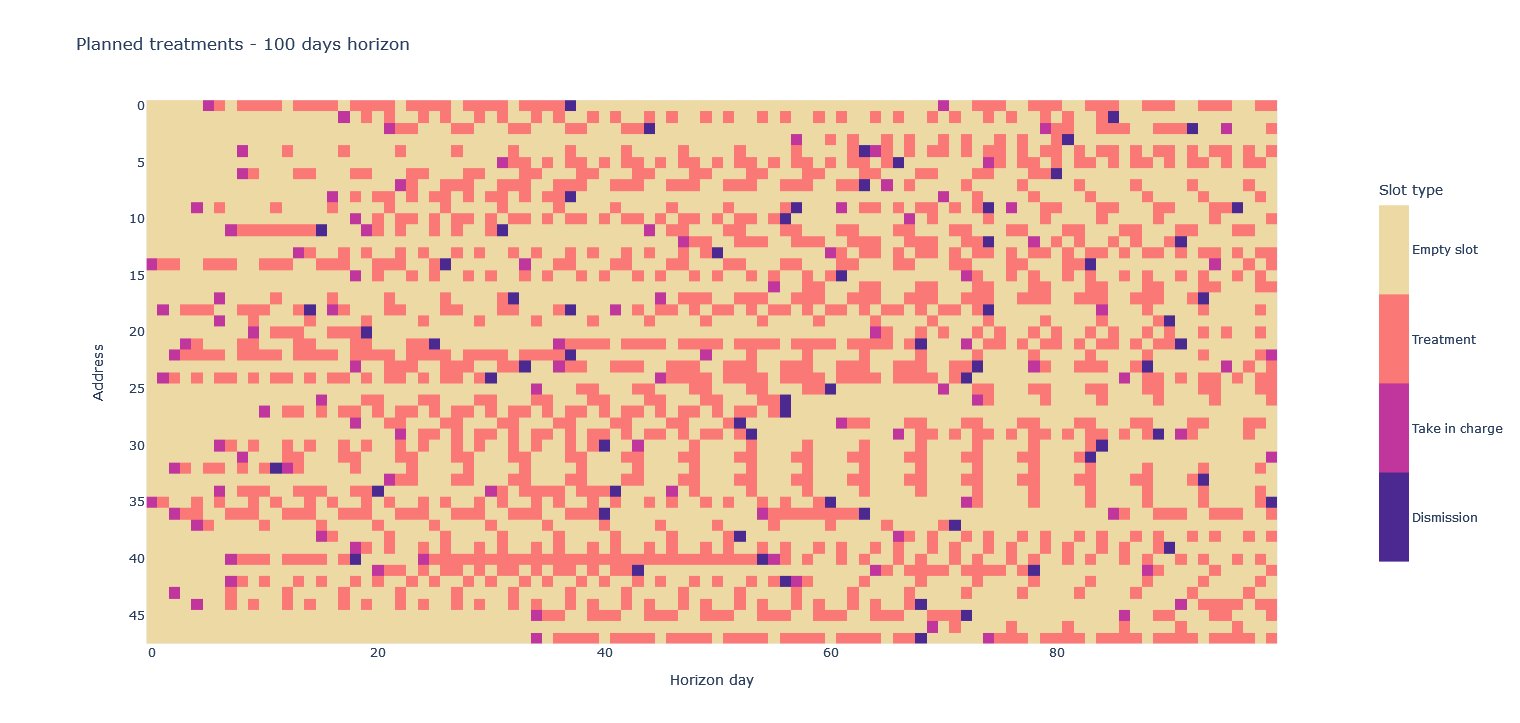 Planned treatments - 100 days horizon
Slot type
Empty slot
Treatment
Take in charge
Dismission
Address
0
5
10
15
20
25
30
35
40
45
0 20 40 60 80
Horizon day